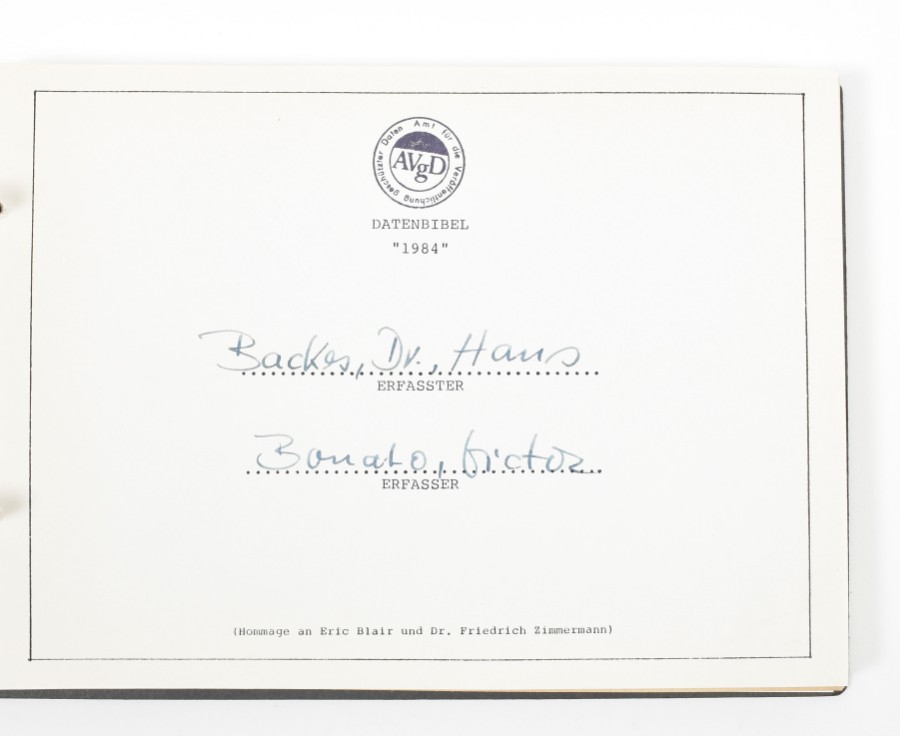 Amt für die Veröffentlichung geschützter Daten
AVgD
DATENBIBEL
"1984"
Backes, Dr., Hans
ERFASSTER
Bonato, Victor
ERFASSER
(Hommage an Eric Blair und Dr. Friedrich Zimmermann)